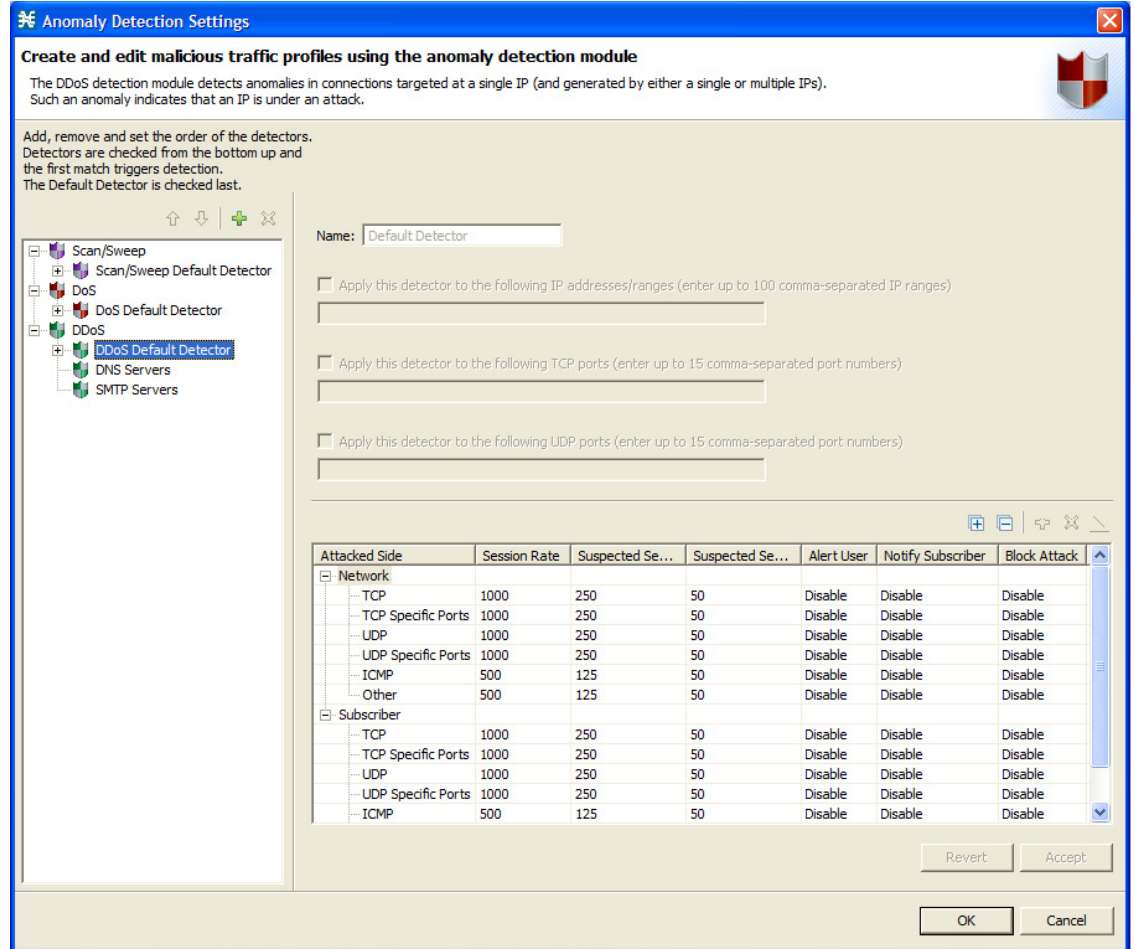 Anomaly Detection Settings
Create and edit malicious traffic profiles using the anomaly detection module
The DDoS detection module detects anomalies in connections targeted at a single IP (and generated by either a single or multiple IPs).
Such an anomaly indicates that an IP is under an attack.
Add, remove and set the order of the detectors.
Detectors are checked from the bottom up and
the first match triggers detection.
The Default Detector is checked last.
Scan/Sweep
Scan/Sweep Default Detector
DoS
DoS Default Detector
DDoS
DDoS Default Detector
DNS Servers
SMTP Servers
Name: Default Detector
Apply this detector to the following IP addresses/ranges (enter up to 100 comma-separated IP ranges)
Apply this detector to the following TCP ports (enter up to 15 comma-separated port numbers)
Apply this detector to the following UDP ports (enter up to 15 comma-separated port numbers)
Attacked Side Session Rate Suspected Se... Suspected Se... Alert User Notify Subscriber Block Attack
Network
TCP 1000 250 50 Disable Disable Disable
TCP Specific Ports 1000 250 50 Disable Disable Disable
UDP 1000 250 50 Disable Disable Disable
UDP Specific Ports 1000 250 50 Disable Disable Disable
ICMP 500 125 50 Disable Disable Disable
Other 500 125 50 Disable Disable Disable
Subscriber
TCP 1000 250 50 Disable Disable Disable
TCP Specific Ports 1000 250 50 Disable Disable Disable
UDP 1000 250 50 Disable Disable Disable
UDP Specific Ports 1000 250 50 Disable Disable Disable
ICMP 500 125 50 Disable Disable Disable
Revert Accept
OK Cancel